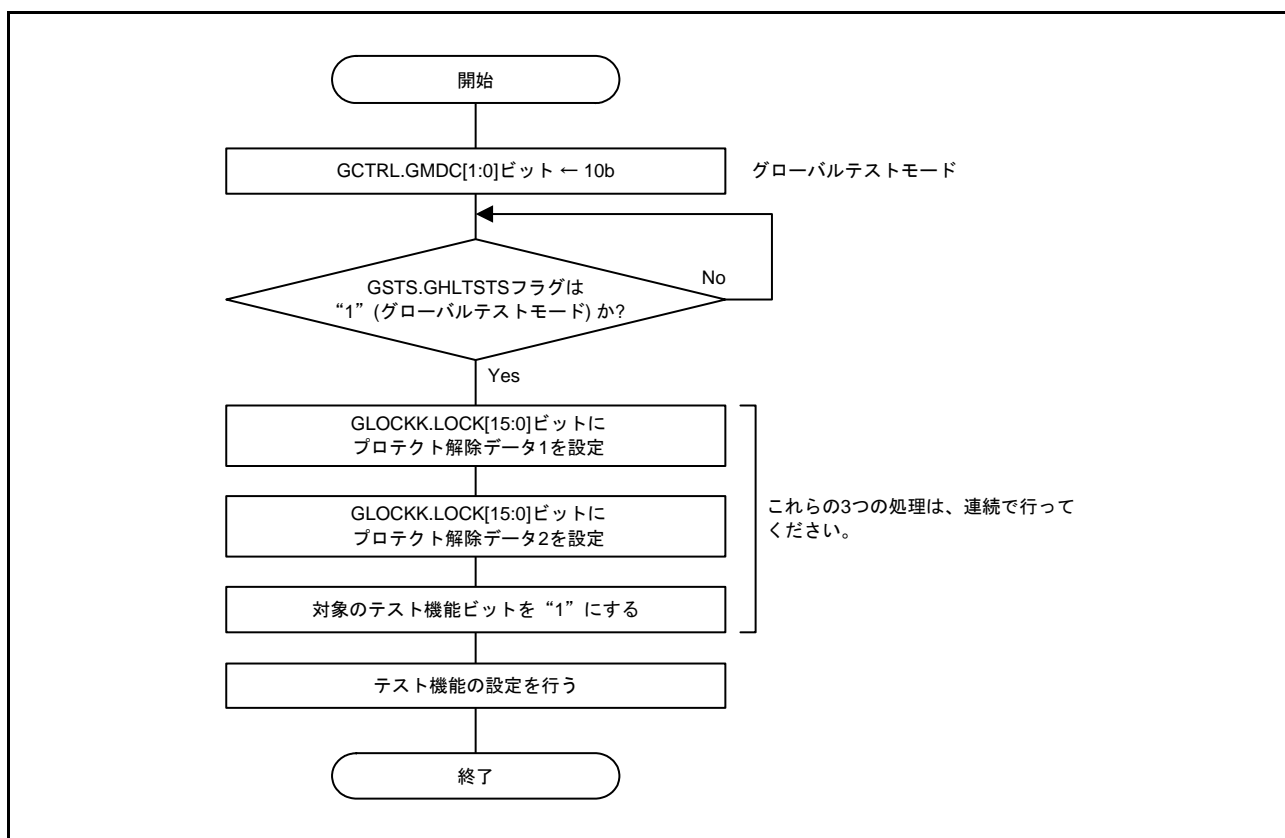 開始
GCTRL.GMDC[1:0]ビット ← 10b
グローバルテストモード
GSTS.GHLTSTSフラグは
“1” (グローバルテストモード) か?
No
Yes
GLOCKK.LOCK[15:0]ビットに
プロテクト解除データ1を設定
GLOCKK.LOCK[15:0]ビットに
プロテクト解除データ2を設定
これらの3つの処理は、連続で行って
ください。
対象のテスト機能ビットを“1”にする
テスト機能の設定を行う
終了